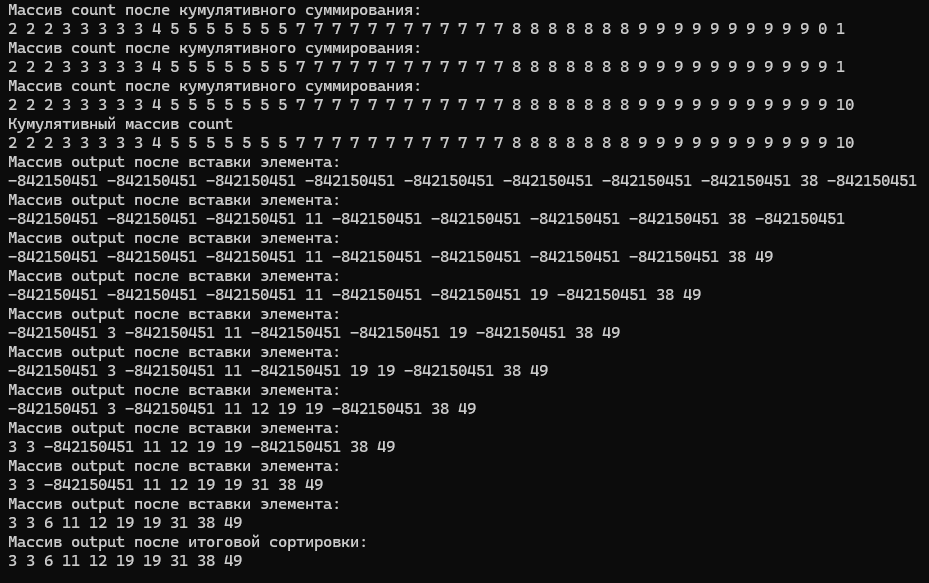 Массив count после кумулятивного суммирования:
2 2 2 3 3 3 3 3 4 5 5 5 5 5 5 5 7 7 7 7 7 7 7 7 7 7 7 7 8 8 8 8 8 8 8 9 9 9 9 9 9 9 9 9 9 0 1
Массив count после кумулятивного суммирования:
2 2 2 3 3 3 3 3 4 5 5 5 5 5 5 5 7 7 7 7 7 7 7 7 7 7 7 7 8 8 8 8 8 8 8 9 9 9 9 9 9 9 9 9 9 9 1
Массив count после кумулятивного суммирования:
2 2 2 3 3 3 3 3 4 5 5 5 5 5 5 5 7 7 7 7 7 7 7 7 7 7 7 7 8 8 8 8 8 8 8 9 9 9 9 9 9 9 9 9 9 9 10
Кумулятивный массив count
2 2 2 3 3 3 3 3 4 5 5 5 5 5 5 5 7 7 7 7 7 7 7 7 7 7 7 7 8 8 8 8 8 8 8 9 9 9 9 9 9 9 9 9 9 9 10
Массив output после вставки элемента:
-842150451 -842150451 -842150451 -842150451 -842150451 -842150451 -842150451 -842150451 38 -842150451
Массив output после вставки элемента:
-842150451 -842150451 -842150451 11 -842150451 -842150451 -842150451 -842150451 38 -842150451
Массив output после вставки элемента:
-842150451 -842150451 -842150451 11 -842150451 -842150451 -842150451 -842150451 38 49
Массив output после вставки элемента:
-842150451 -842150451 -842150451 11 -842150451 -842150451 19 -842150451 38 49
Массив output после вставки элемента:
-842150451 3 -842150451 11 -842150451 -842150451 19 -842150451 38 49
Массив output после вставки элемента:
-842150451 3 -842150451 11 -842150451 19 19 -842150451 38 49
Массив output после вставки элемента:
-842150451 3 -842150451 11 12 19 19 -842150451 38 49
Массив output после вставки элемента:
3 3 -842150451 11 12 19 19 -842150451 38 49
Массив output после вставки элемента:
3 3 -842150451 11 12 19 19 31 38 49
Массив output после вставки элемента:
3 3 6 11 12 19 19 31 38 49
Массив output после итоговой сортировки:
3 3 6 11 12 19 19 31 38 49